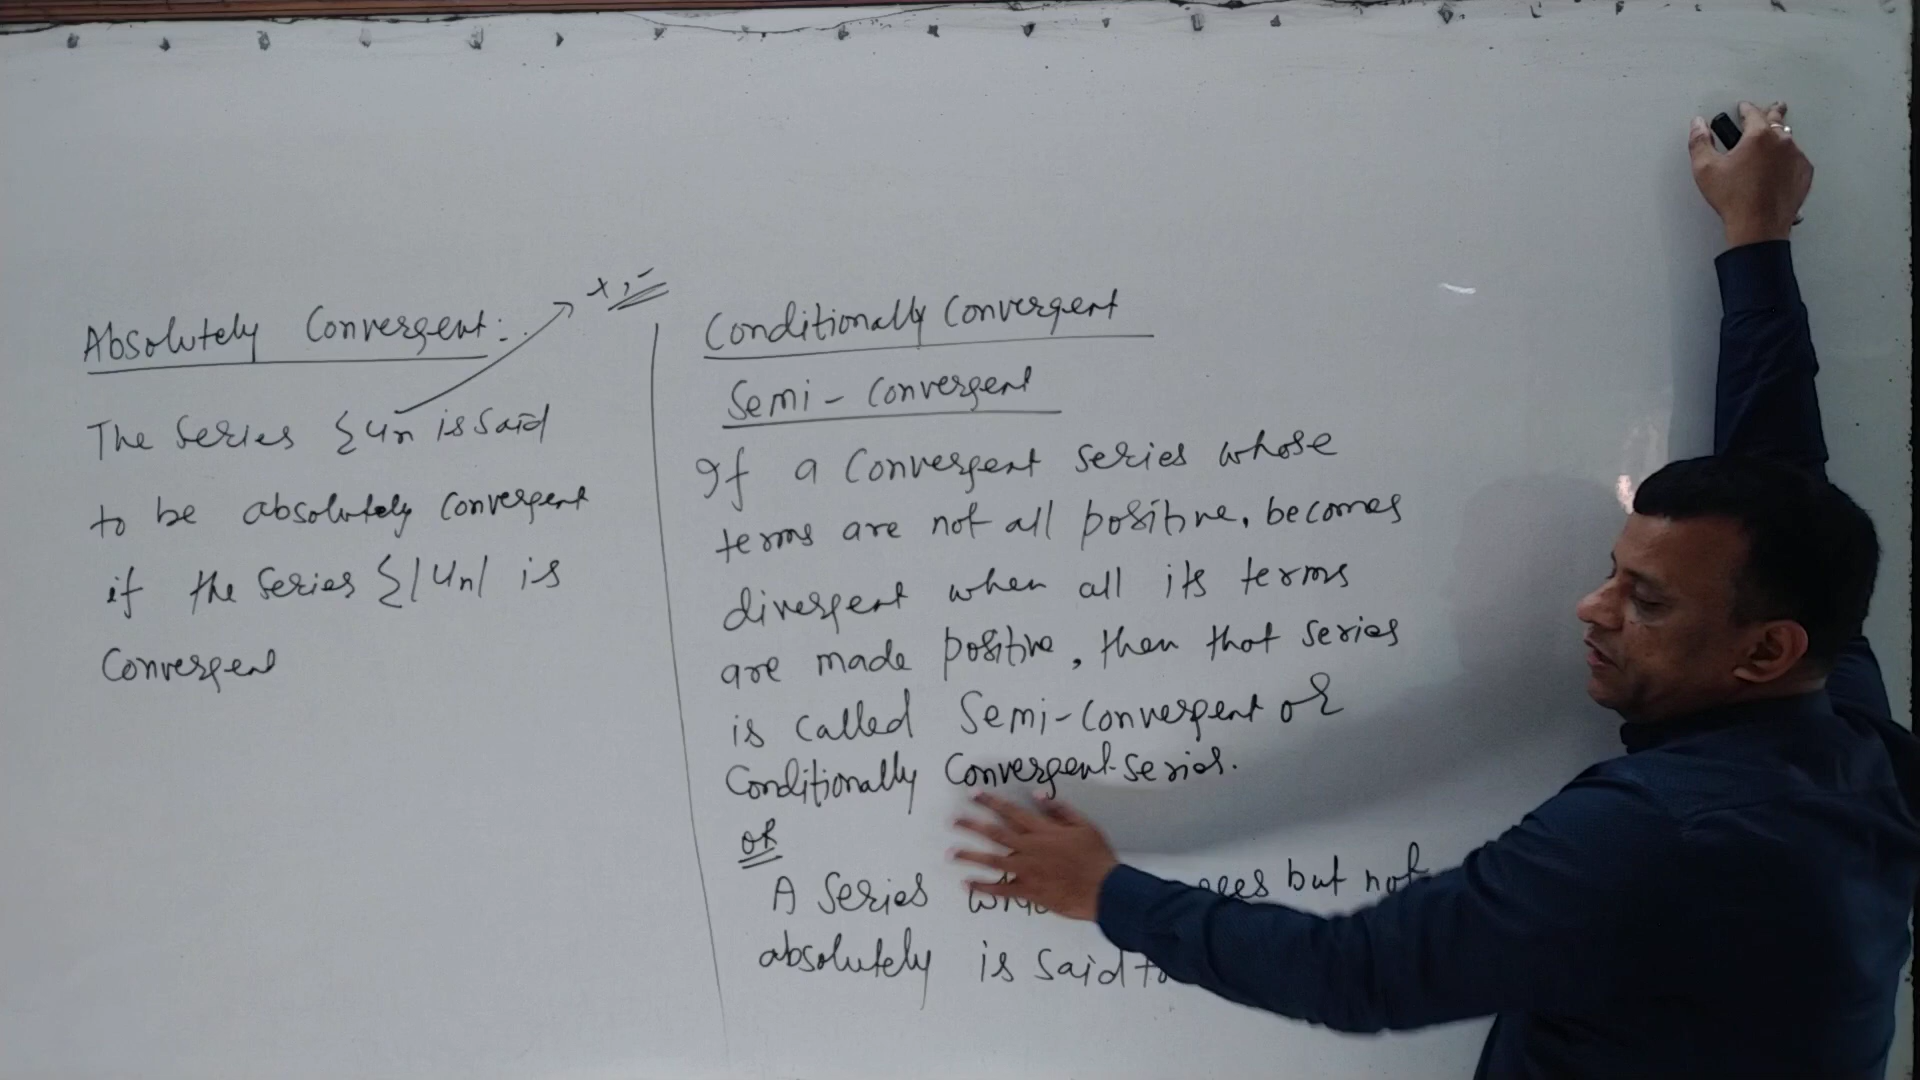 Absolutely Convergent:
+, -
The Series Σun is said
to be absolutely convergent
if the Series Σ|un| is
Convergent
Conditionally Convergent
Semi - Convergent
If a Convergent series whose
terms are not all positive, becomes
divergent when all its terms
are made positive, then that series
is called Semi-Convergent or
Conditionally Convergent series.
OR
A Series but not
absolutely is said to